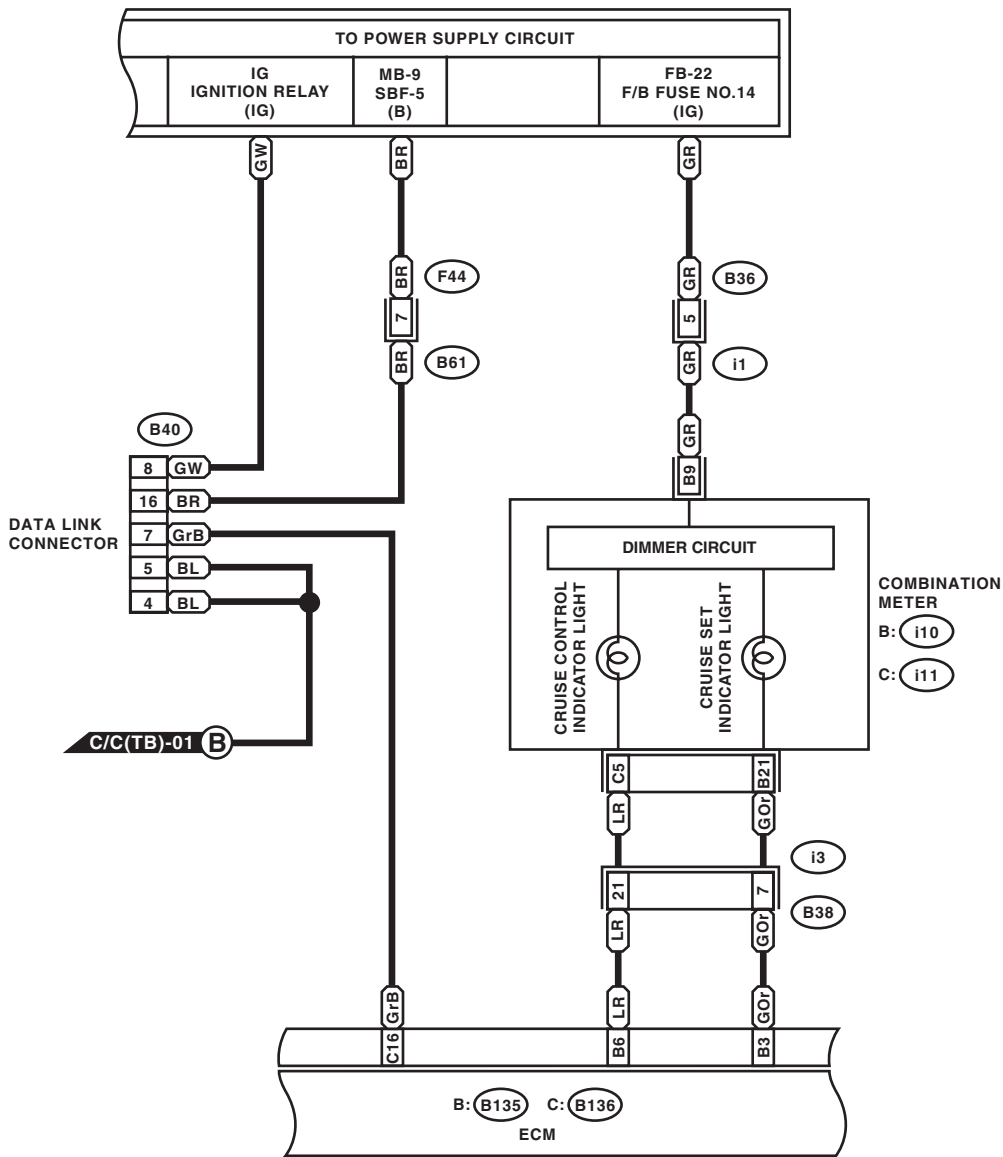 TO POWER SUPPLY CIRCUIT
IG
IGNITION RELAY
(IG)
MB-9
SBF-5
(B)
FB-22
F/B FUSE NO.14
(IG)
GW
BR
GR
BR
F44
GR
B36
7
5
BR
B61
GR
i1
GR
B9
B40
8 GW
16 BR
7 GrB
5 BL
4 BL
DATA LINK
CONNECTOR
DIMMER CIRCUIT
CRUISE CONTROL
INDICATOR LIGHT
CRUISE SET
INDICATOR LIGHT
COMBINATION
METER
B: i10
C: i11
C/C(TB)-01 B
C5
B21
LR
GOr
i3
21
7
B38
LR
GOr
GrB
LR
GOr
C16
B6
B3
B: B135 C: B136
ECM